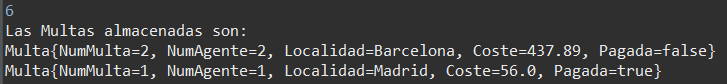 6
Las Multas almacenadas son:
Multa{NumMulta=2, NumAgente=2, Localidad=Barcelona, Coste=437.89, Pagada=false}
Multa{NumMulta=1, NumAgente=1, Localidad=Madrid, Coste=56.0, Pagada=true}